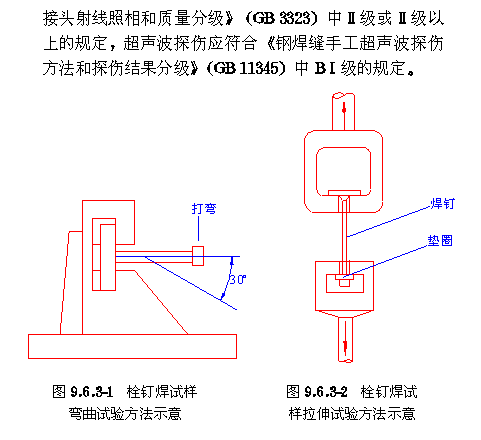 接头射线照相和质量分级》（GB 3323）中Ⅱ级或Ⅱ级以
上的规定，超声波探伤应符合《钢焊缝手工超声波探伤
方法和探伤结果分级》（GB 11345）中 BⅠ级的规定。
打弯
30°
焊钉
垫圈
图 9.6.3-1 栓钉焊试样
弯曲试验方法示意
图 9.6.3-2 栓钉焊试
样拉伸试验方法示意